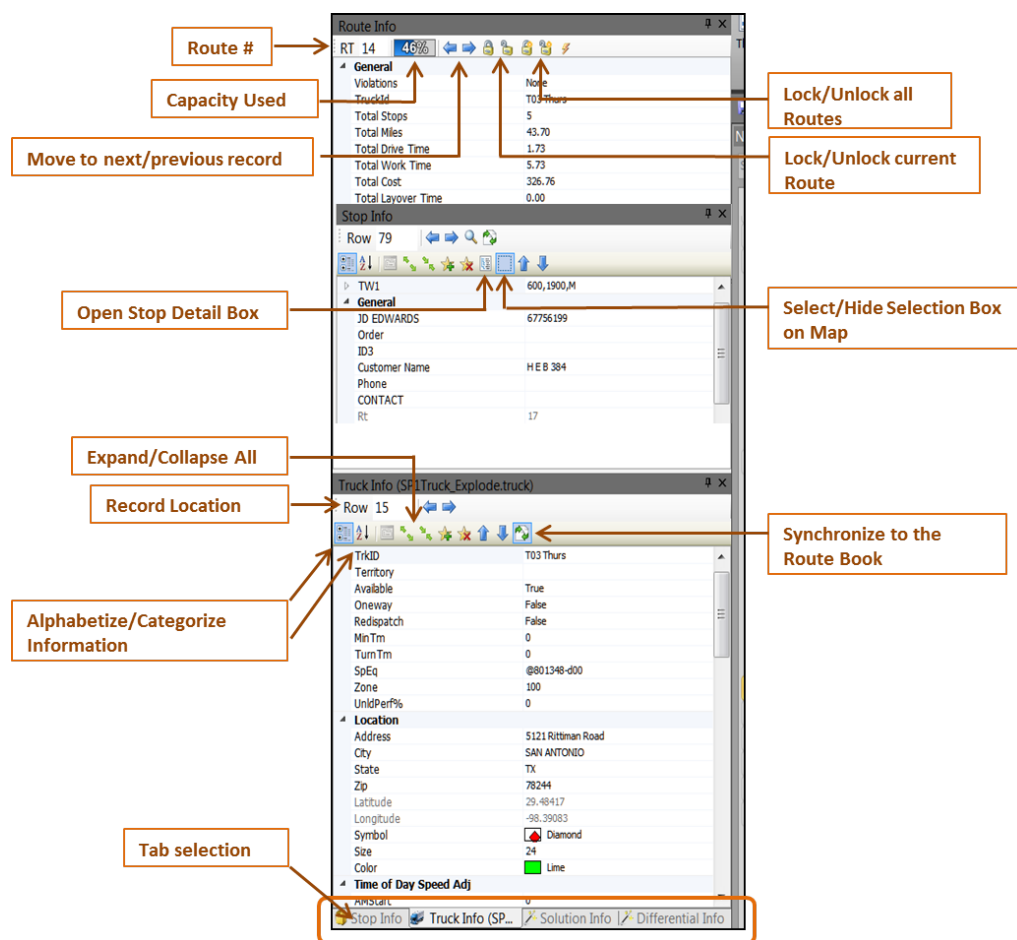 Route Info
Route #
RT 14 46%
Capacity Used
General
Violations None
TruckId T03 Thurs
Total Stops 5
Total Miles 43.70
Total Drive Time 1.73
Total Work Time 5.73
Total Cost 326.76
Total Layover Time 0.00
Lock/Unlock all
Routes
Move to next/previous record
Lock/Unlock current
Route
Stop Info
Row 79
TW1 600,1900,M
General
JD EDWARDS 67756199
Order
ID3
Customer Name H E B 384
Phone
CONTACT
Rt 17
Open Stop Detail Box
Select/Hide Selection Box
on Map
Expand/Collapse All
Record Location
Truck Info (SP1Truck_Explode.truck)
Row 15
Synchronize to the
Route Book
TrkID T03 Thurs
Territory
Available True
Oneway False
Redispatch False
MinTm 0
TurnTm 0
SpEq @801348-d00
Zone 100
UnldPerf% 0
Alphabetize/Categorize
Information
Location
Address 5121 Rittiman Road
City SAN ANTONIO
State TX
Zip 78244
Latitude 29.48417
Longitude -98.39083
Symbol Diamond
Size 24
Color Lime
Time of Day Speed Adj
AMStart 0
Tab selection
Stop Info Truck Info (SP... Solution Info Differential Info